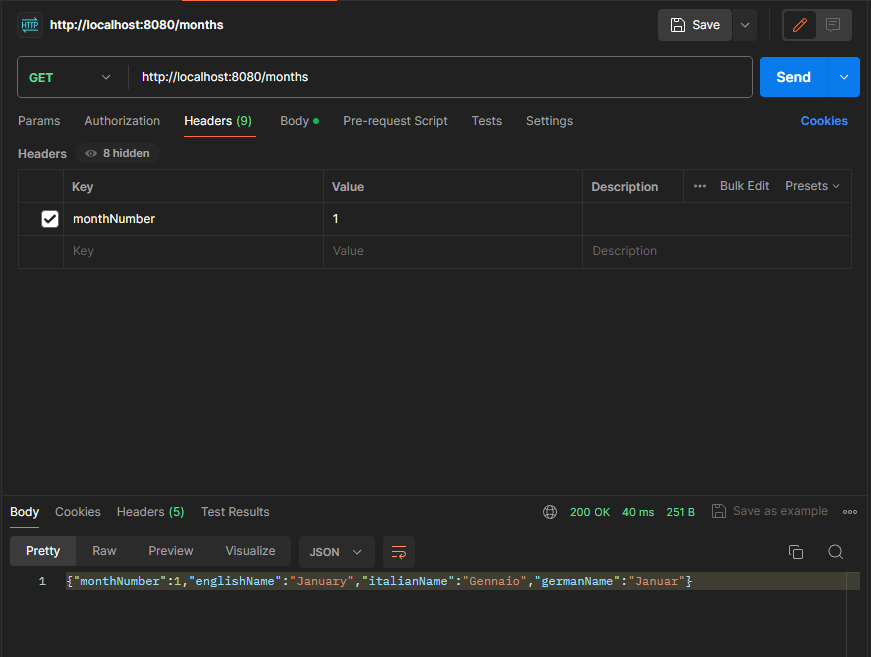 HTTP http://localhost:8080/months Save
GET http://localhost:8080/months Send
Params Authorization Headers (9) Body Pre-request Script Tests Settings Cookies
Headers 8 hidden
Key Value Description ••• Bulk Edit Presets
monthNumber 1
Key Value Description
Body Cookies Headers (5) Test Results 200 OK 40 ms 251 B Save as example •••
Pretty Raw Preview Visualize JSON
1 {"monthNumber":1,"englishName":"January","italianName":"Gennaio","germanName":"Januar"}